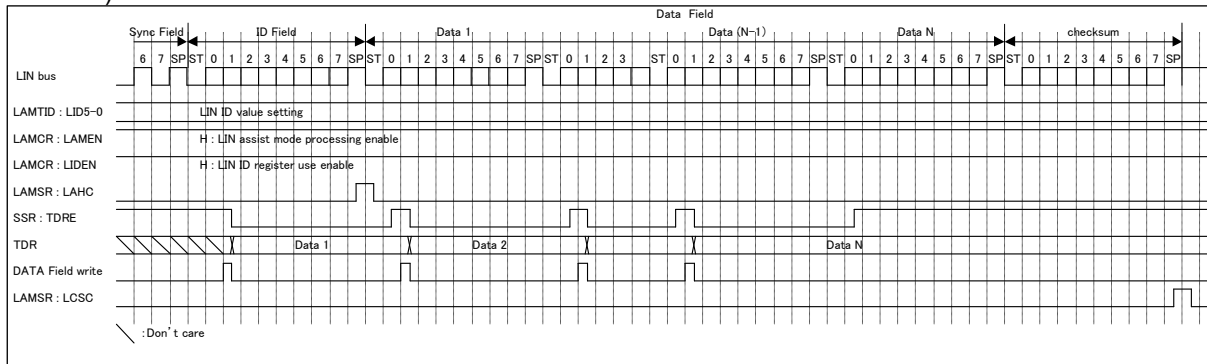 Data Field
Sync Field ID Field Data 1 Data (N-1) Data N checksum
6 7 SP ST 0 1 2 3 4 5 6 7 SP ST 0 1 2 3 4 5 6 7 SP ST 0 1 2 3 ST 0 1 2 3 4 5 6 7 SP ST 0 1 2 3 4 5 6 7 SP ST 0 1 2 3 4 5 6 7 SP
LIN bus
LAMTID : LID5-0 LIN ID value setting
LAMCR : LAMEN H : LIN assist mode processing enable
LAMCR : LIDEN H : LIN ID register use enable
LAMSR : LAHC
SSR : TDRE
TDR Data 1 Data 2 Data N
DATA Field write
LAMSR : LCSC
:Don't care